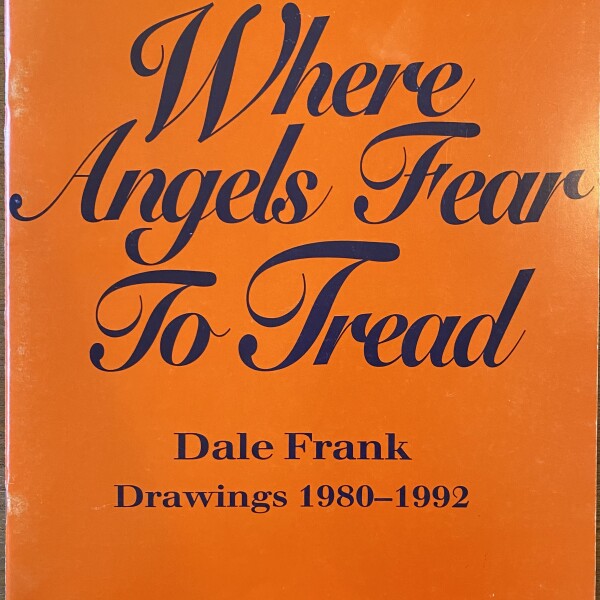 Where
Angels Fear
To Tread
Dale Frank
Drawings 1980–1992